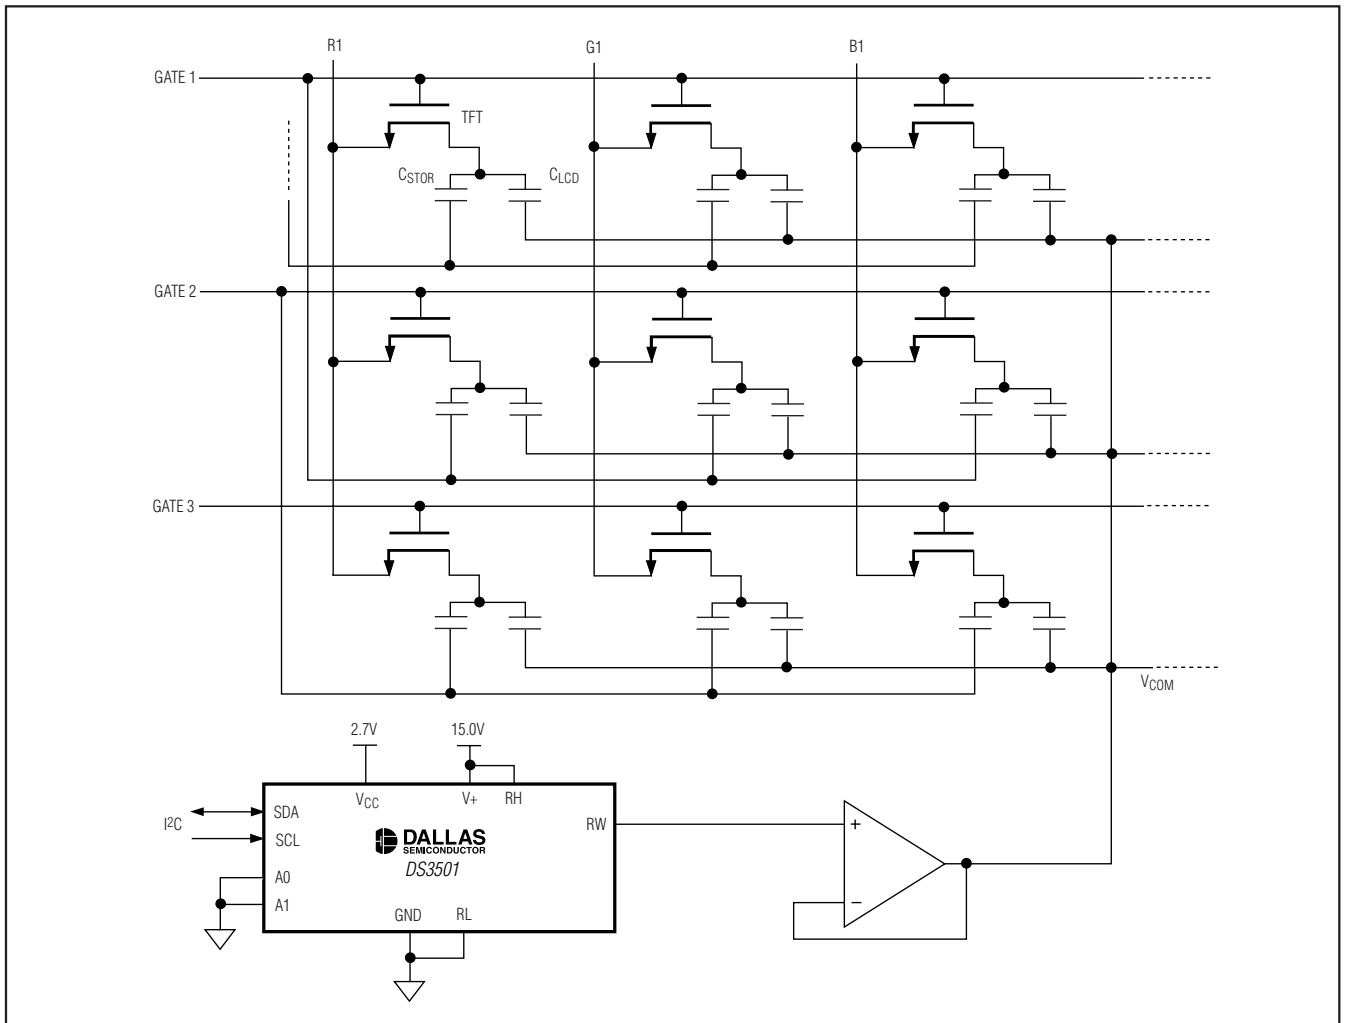 R1
G1
B1
GATE 1
TFT
CSTOR
CLCD
GATE 2
GATE 3
VCOM
2.7V
15.0V
VCC
V+
RH
I2C
SDA
SCL
RW
+
DALLAS
SEMICONDUCTOR
DS3501
A0
A1
GND
RL
−